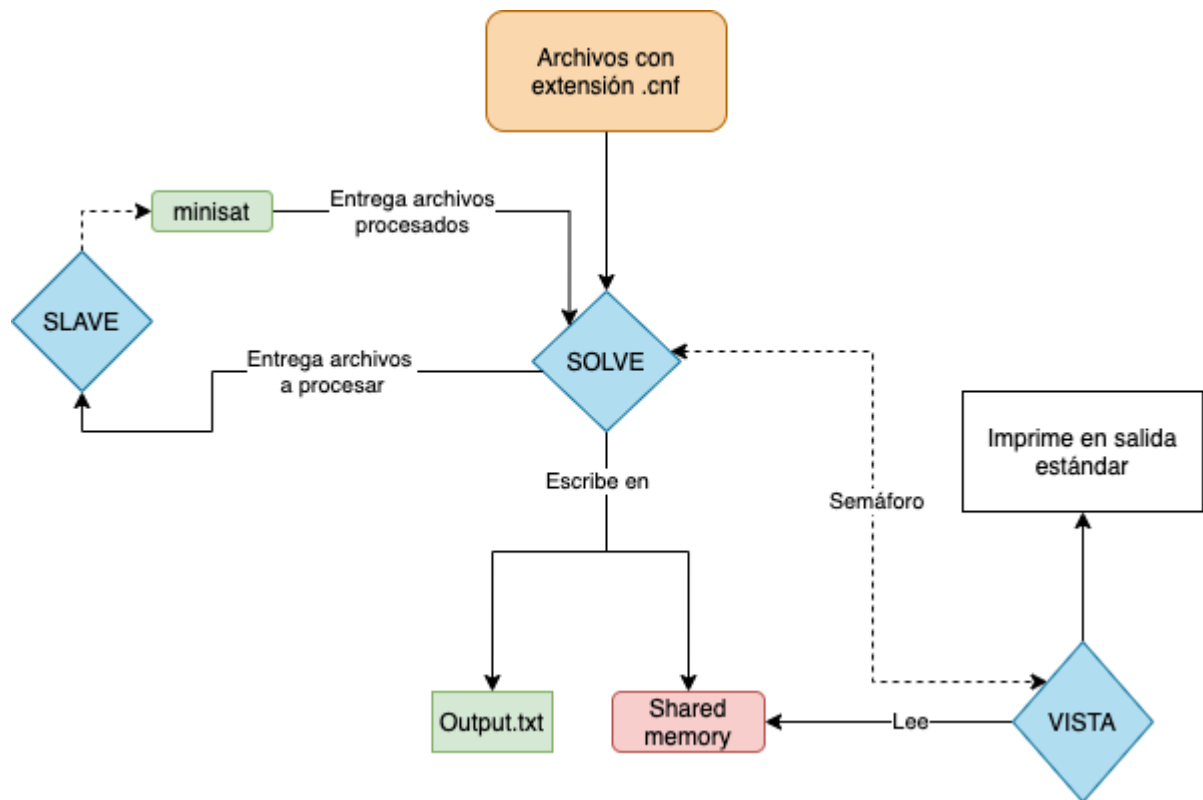 Archivos con
extensión .cnf
minisat
Entrega archivos
procesados
SLAVE
SOLVE
Entrega archivos
a procesar
Imprime en salida
estándar
Escribe en
Semáforo
Output.txt
Shared
memory
Lee
VISTA